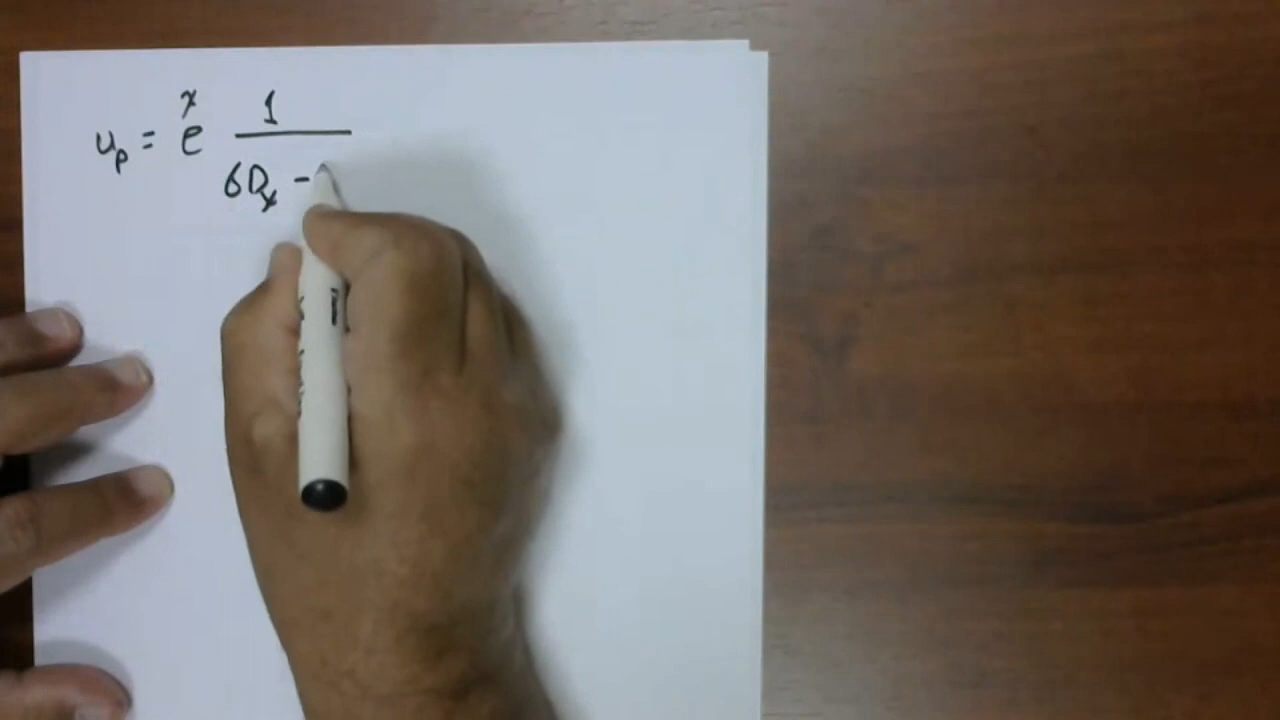 x 1
u_p = e ―――
6D_x -